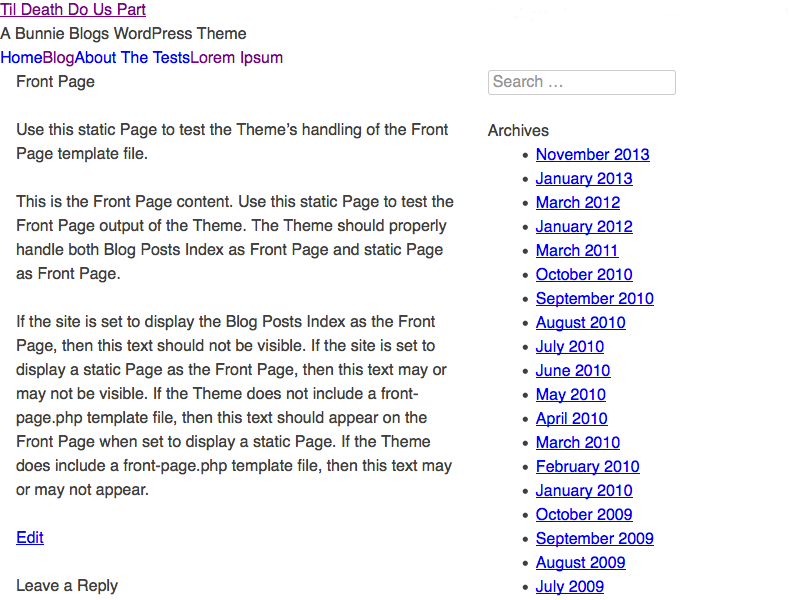 Til Death Do Us Part
A Bunnie Blogs WordPress Theme
HomeBlogAbout The TestsLorem Ipsum
Front Page
Use this static Page to test the Theme’s handling of the Front
Page template file.
This is the Front Page content. Use this static Page to test the
Front Page output of the Theme. The Theme should properly
handle both Blog Posts Index as Front Page and static Page
as Front Page.
If the site is set to display the Blog Posts Index as the Front
Page, then this text should not be visible. If the site is set to
display a static Page as the Front Page, then this text may or
may not be visible. If the Theme does not include a front-
page.php template file, then this text should appear on the
Front Page when set to display a static Page. If the Theme
does include a front-page.php template file, then this text may
or may not appear.
Edit
Leave a Reply
Search …
Archives
November 2013
January 2013
March 2012
January 2012
March 2011
October 2010
September 2010
August 2010
July 2010
June 2010
May 2010
April 2010
March 2010
February 2010
January 2010
October 2009
September 2009
August 2009
July 2009